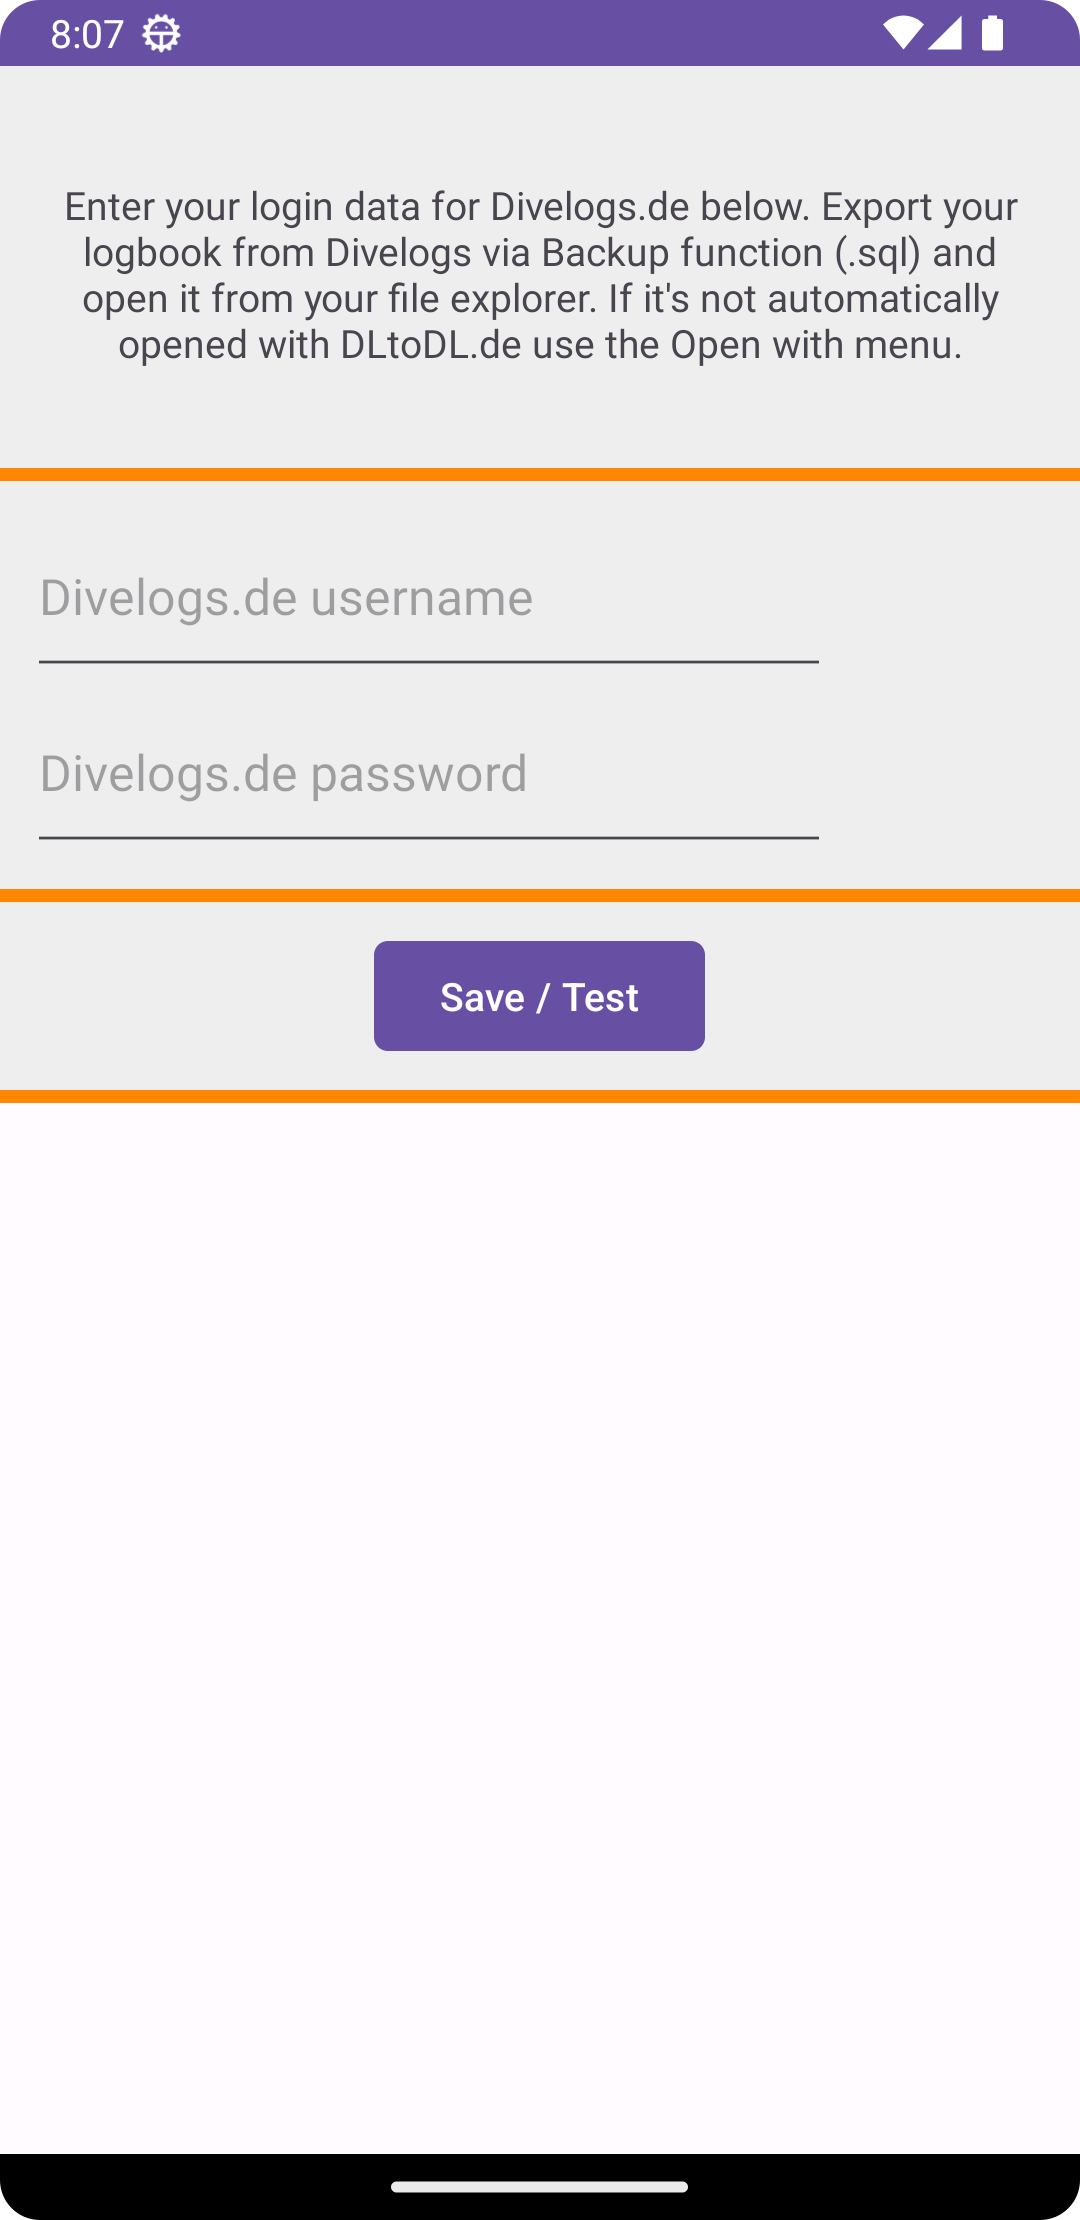 8:07
Enter your login data for Divelogs.de below. Export your
logbook from Divelogs via Backup function (.sql) and
open it from your file explorer. If it's not automatically
opened with DLtoDL.de use the Open with menu.
Divelogs.de username
Divelogs.de password
Save / Test